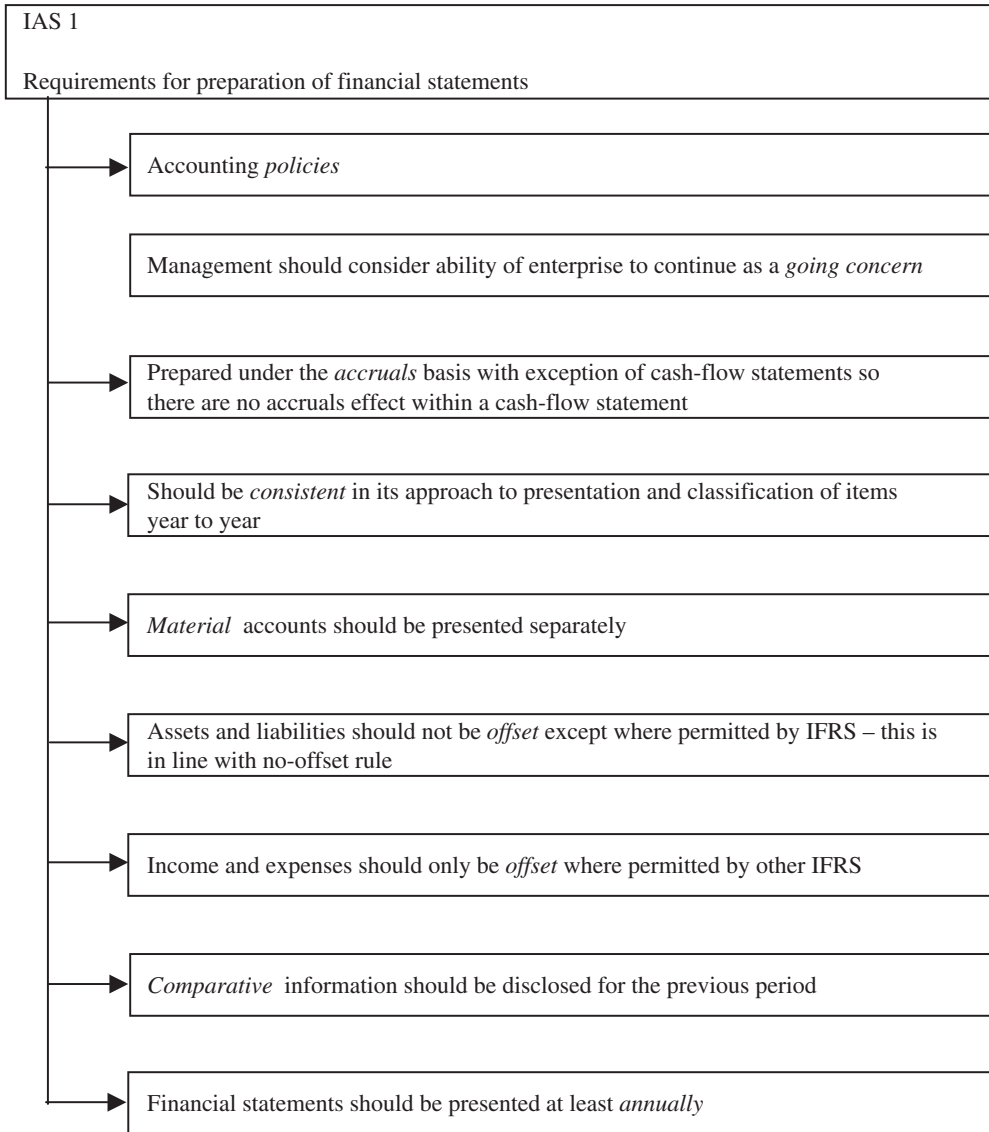 IAS 1
Requirements for preparation of financial statements
Accounting policies
Management should consider ability of enterprise to continue as a going concern
Prepared under the accruals basis with exception of cash-flow statements so
there are no accruals effect within a cash-flow statement
Should be consistent in its approach to presentation and classification of items
year to year
Material accounts should be presented separately
Assets and liabilities should not be offset except where permitted by IFRS – this is
in line with no-offset rule
Income and expenses should only be offset where permitted by other IFRS
Comparative information should be disclosed for the previous period
Financial statements should be presented at least annually